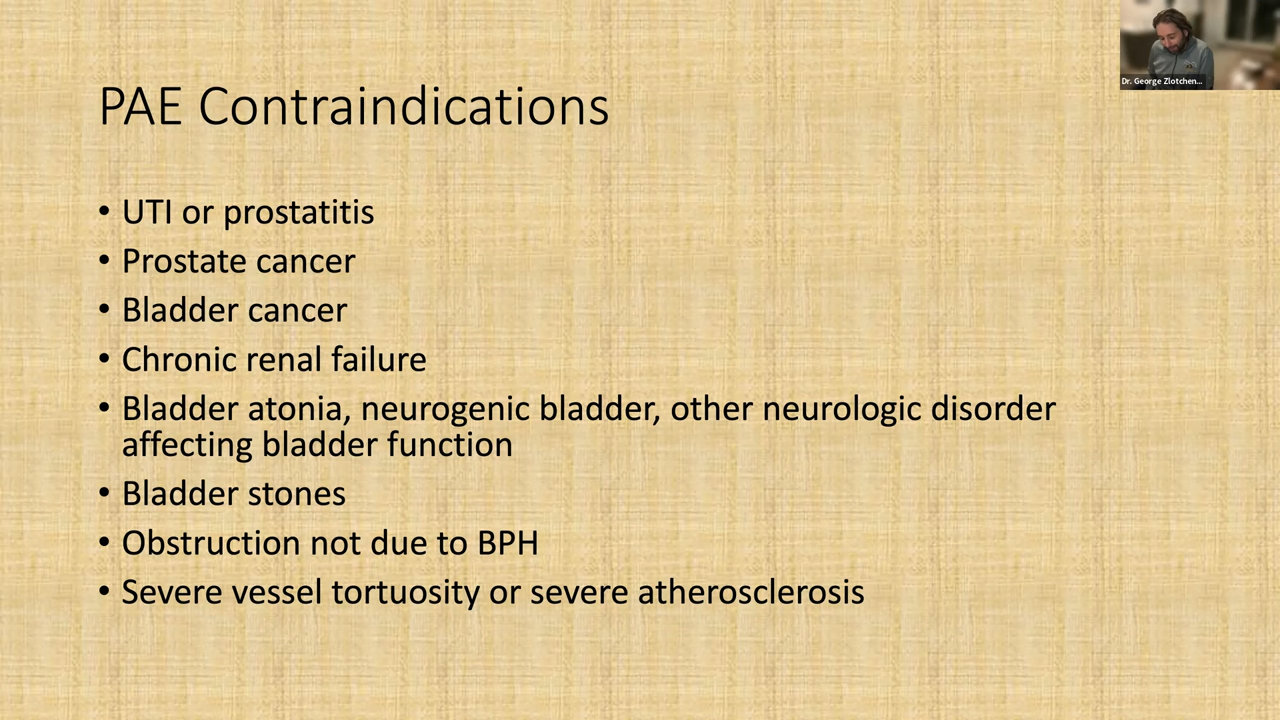 Dr. George Zlotchen...
PAE Contraindications
• UTI or prostatitis
• Prostate cancer
• Bladder cancer
• Chronic renal failure
• Bladder atonia, neurogenic bladder, other neurologic disorder
affecting bladder function
• Bladder stones
• Obstruction not due to BPH
• Severe vessel tortuosity or severe atherosclerosis